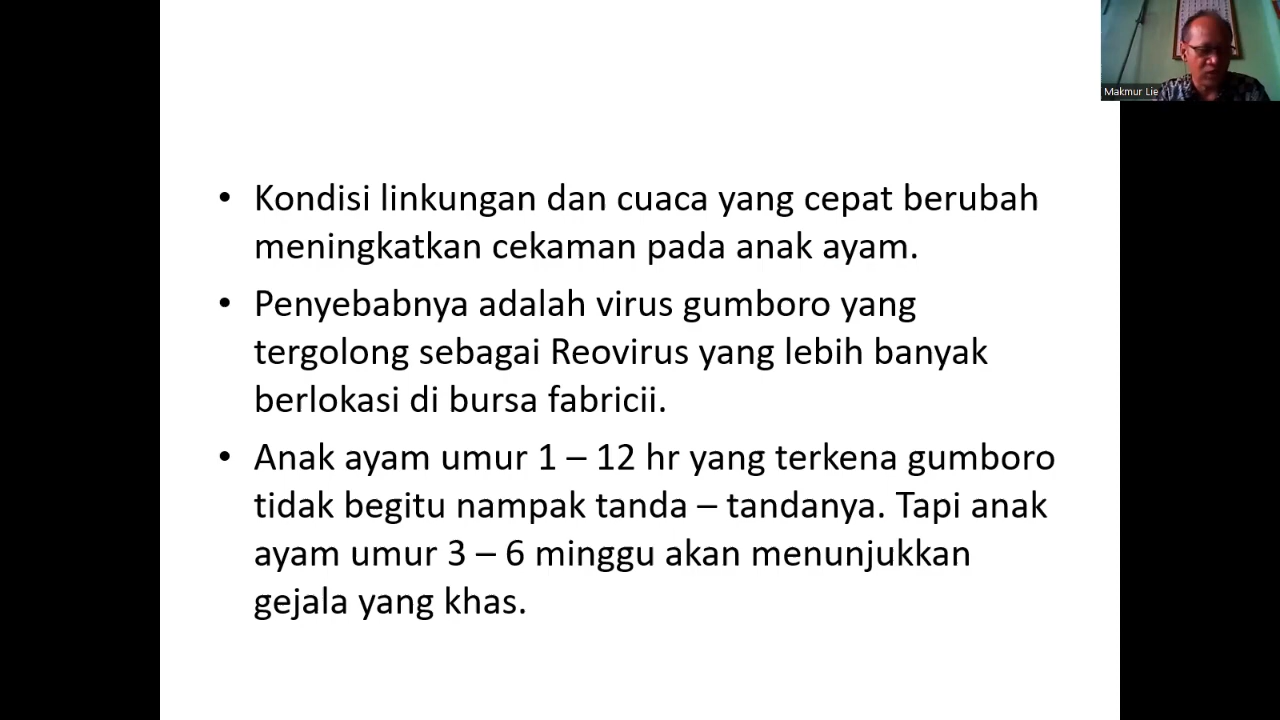 Makmur Lie
• Kondisi linkungan dan cuaca yang cepat berubah
meningkatkan cekaman pada anak ayam.
• Penyebabnya adalah virus gumboro yang
tergolong sebagai Reovirus yang lebih banyak
berlokasi di bursa fabricii.
• Anak ayam umur 1 – 12 hr yang terkena gumboro
tidak begitu nampak tanda – tandanya. Tapi anak
ayam umur 3 – 6 minggu akan menunjukkan
gejala yang khas.